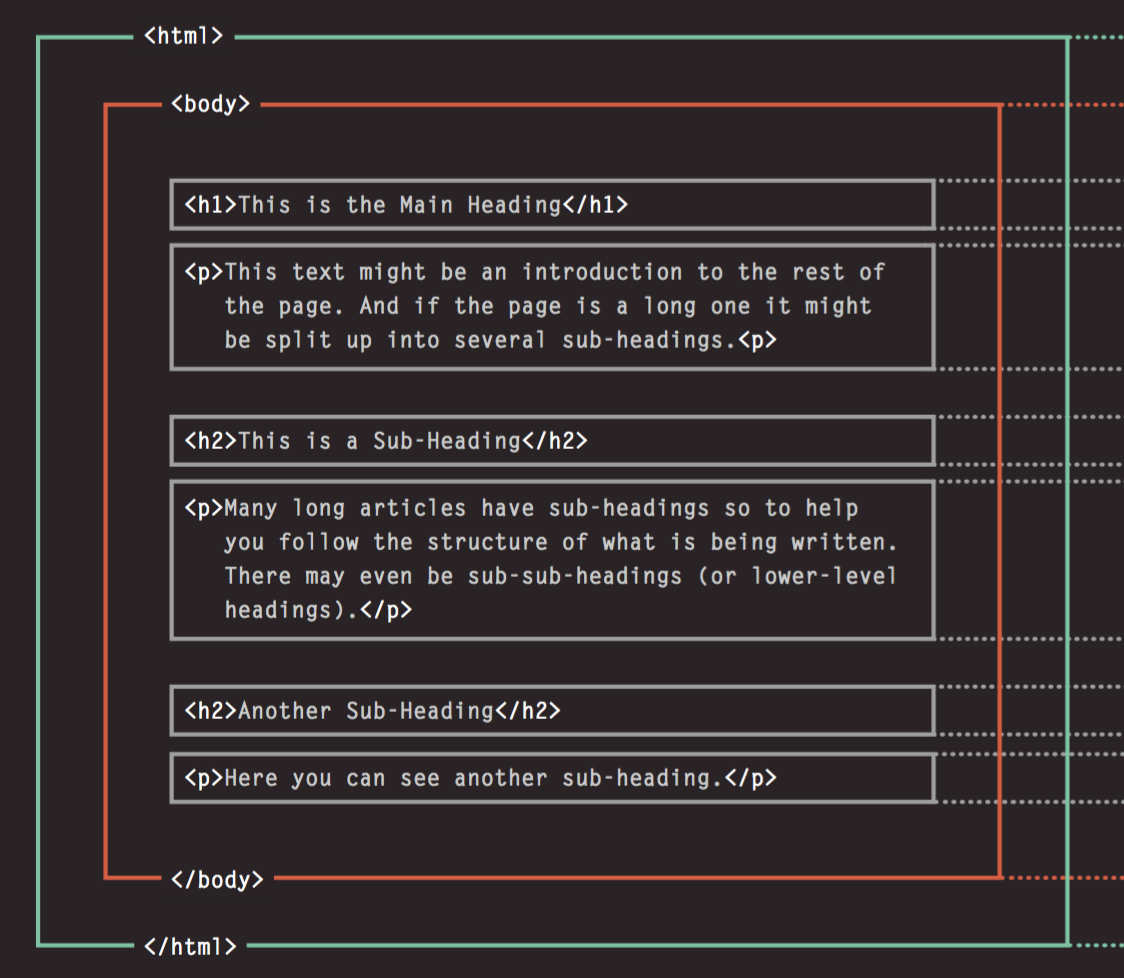 <html>
<body>
<h1>This is the Main Heading</h1>
<p>This text might be an introduction to the rest of
the page. And if the page is a long one it might
be split up into several sub-headings.<p>
<h2>This is a Sub-Heading</h2>
<p>Many long articles have sub-headings so to help
you follow the structure of what is being written.
There may even be sub-sub-headings (or lower-level
headings).</p>
<h2>Another Sub-Heading</h2>
<p>Here you can see another sub-heading.</p>
</body>
</html>